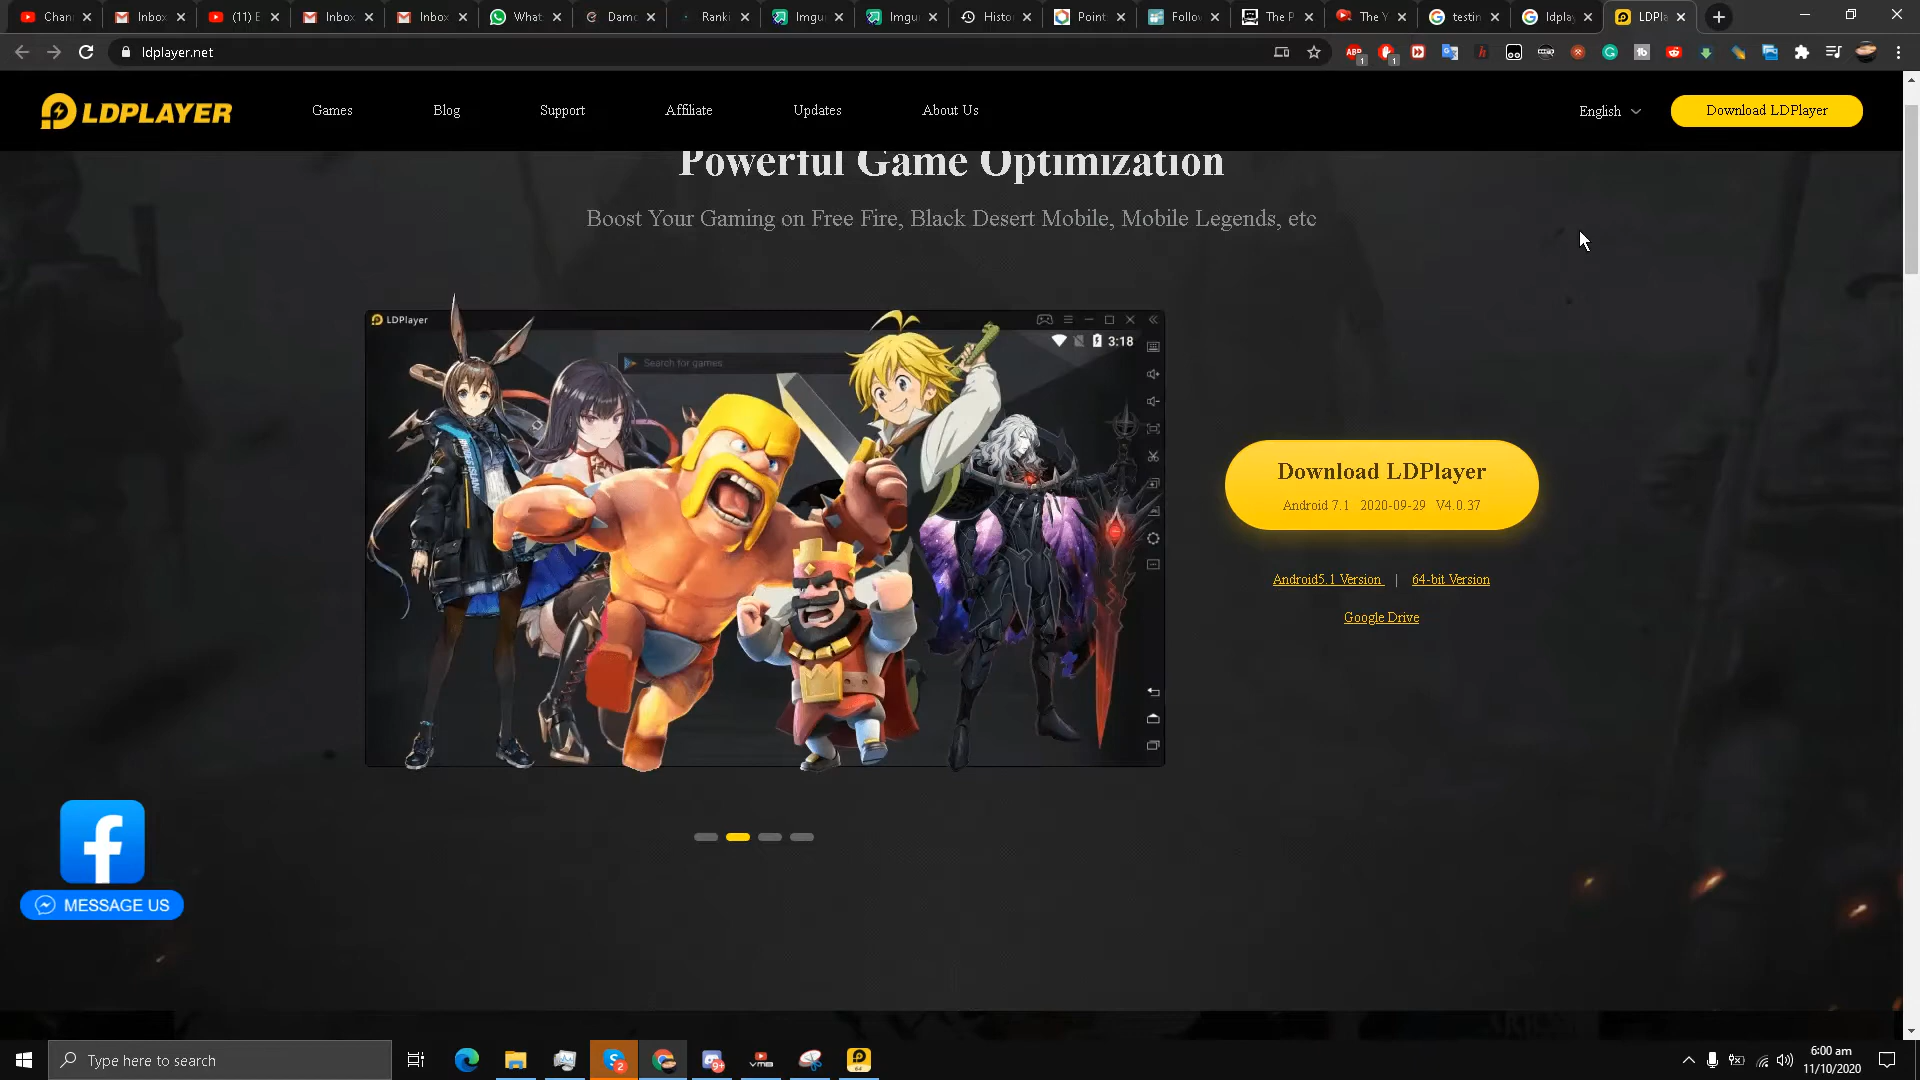 Chan
Inbox
(11) E
Inbox
Inbox
What
Damo
Ranki
Imgu
Imgu
Histo
Point
Follo
The P
The Y
testin
ldplay
LDPla
ldplayer.net
LDPLAYER
Games
Blog
Support
Affiliate
Updates
About Us
English
Download LDPlayer
Powerful Game Optimization
Boost Your Gaming on Free Fire, Black Desert Mobile, Mobile Legends, etc
LDPlayer
3:18
Search for games
Download LDPlayer
Android 7.1 2020-09-29 V4.0.37
Android5.1 Version | 64-bit Version
Google Drive
MESSAGE US
Type here to search
6:00 am
11/10/2020